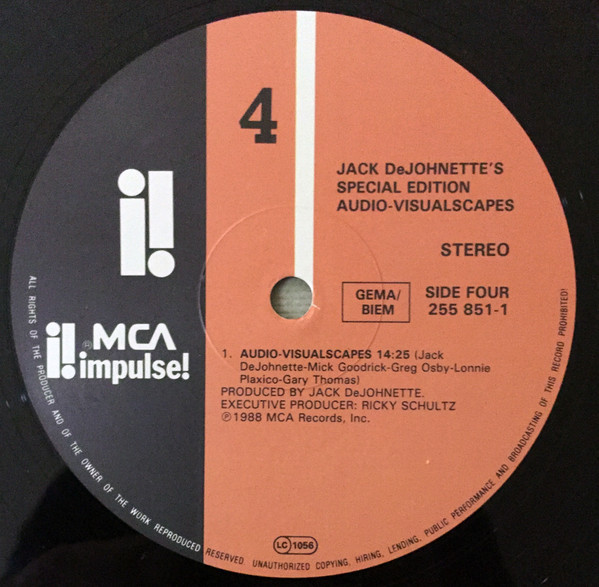 4
JACK DeJOHNETTE'S
SPECIAL EDITION
AUDIO-VISUALSCAPES
STEREO
GEMA/
BIEM
SIDE FOUR
255 851-1
i!
i! ® MCA
impulse!
1. AUDIO-VISUALSCAPES 14:25 (Jack
DeJohnette-Mick Goodrick-Greg Osby-Lonnie
Plaxico-Gary Thomas)
PRODUCED BY JACK DeJOHNETTE.
EXECUTIVE PRODUCER: RICKY SCHULTZ
℗1988 MCA Records, Inc.
LC 1056
ALL RIGHTS OF THE PRODUCER AND OF THE OWNER OF THE WORK REPRODUCED RESERVED. UNAUTHORIZED COPYING, HIRING, LENDING, PUBLIC PERFORMANCE AND BROADCASTING OF THIS RECORD PROHIBITED!